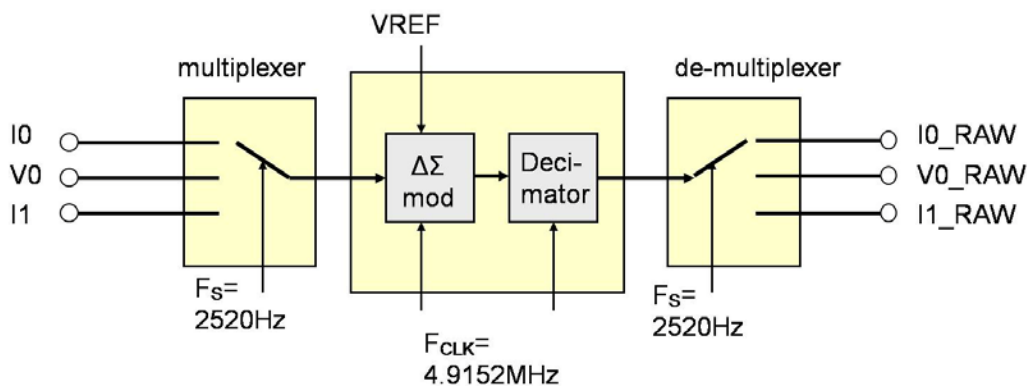 VREF
multiplexer
de-multiplexer
I0
V0
I1
ΔΣ
mod
Deci-
mator
I0_RAW
V0_RAW
I1_RAW
FS=
2520Hz
FCLK=
4.9152MHz
FS=
2520Hz